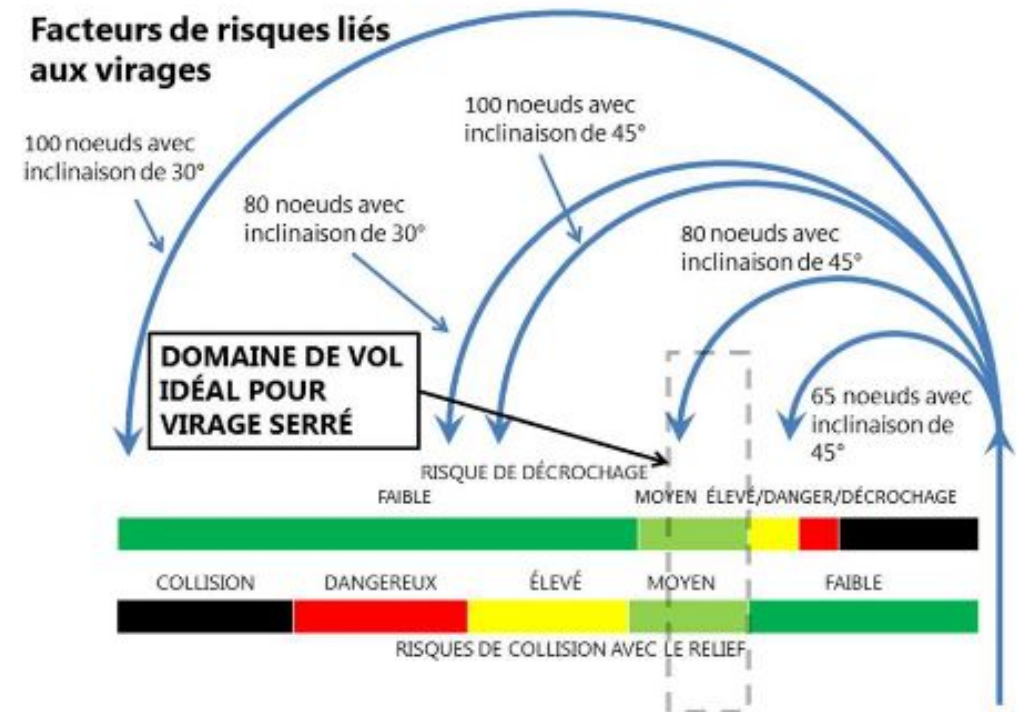 Facteurs de risques liés
aux virages
100 noeuds avec
inclinaison de 45°
100 noeuds avec
inclinaison de 30°
80 noeuds avec
inclinaison de 30°
80 noeuds avec
inclinaison de 45°
DOMAINE DE VOL
IDÉAL POUR
VIRAGE SERRÉ
65 noeuds avec
inclinaison de
45°
RISQUE DE DÉCROCHAGE
FAIBLE
MOYEN
ÉLEVÉ/DANGER/DÉCROCHAGE
COLLISION
DANGEREUX
ÉLEVÉ
MOYEN
FAIBLE
RISQUES DE COLLISION AVEC LE RELIEF